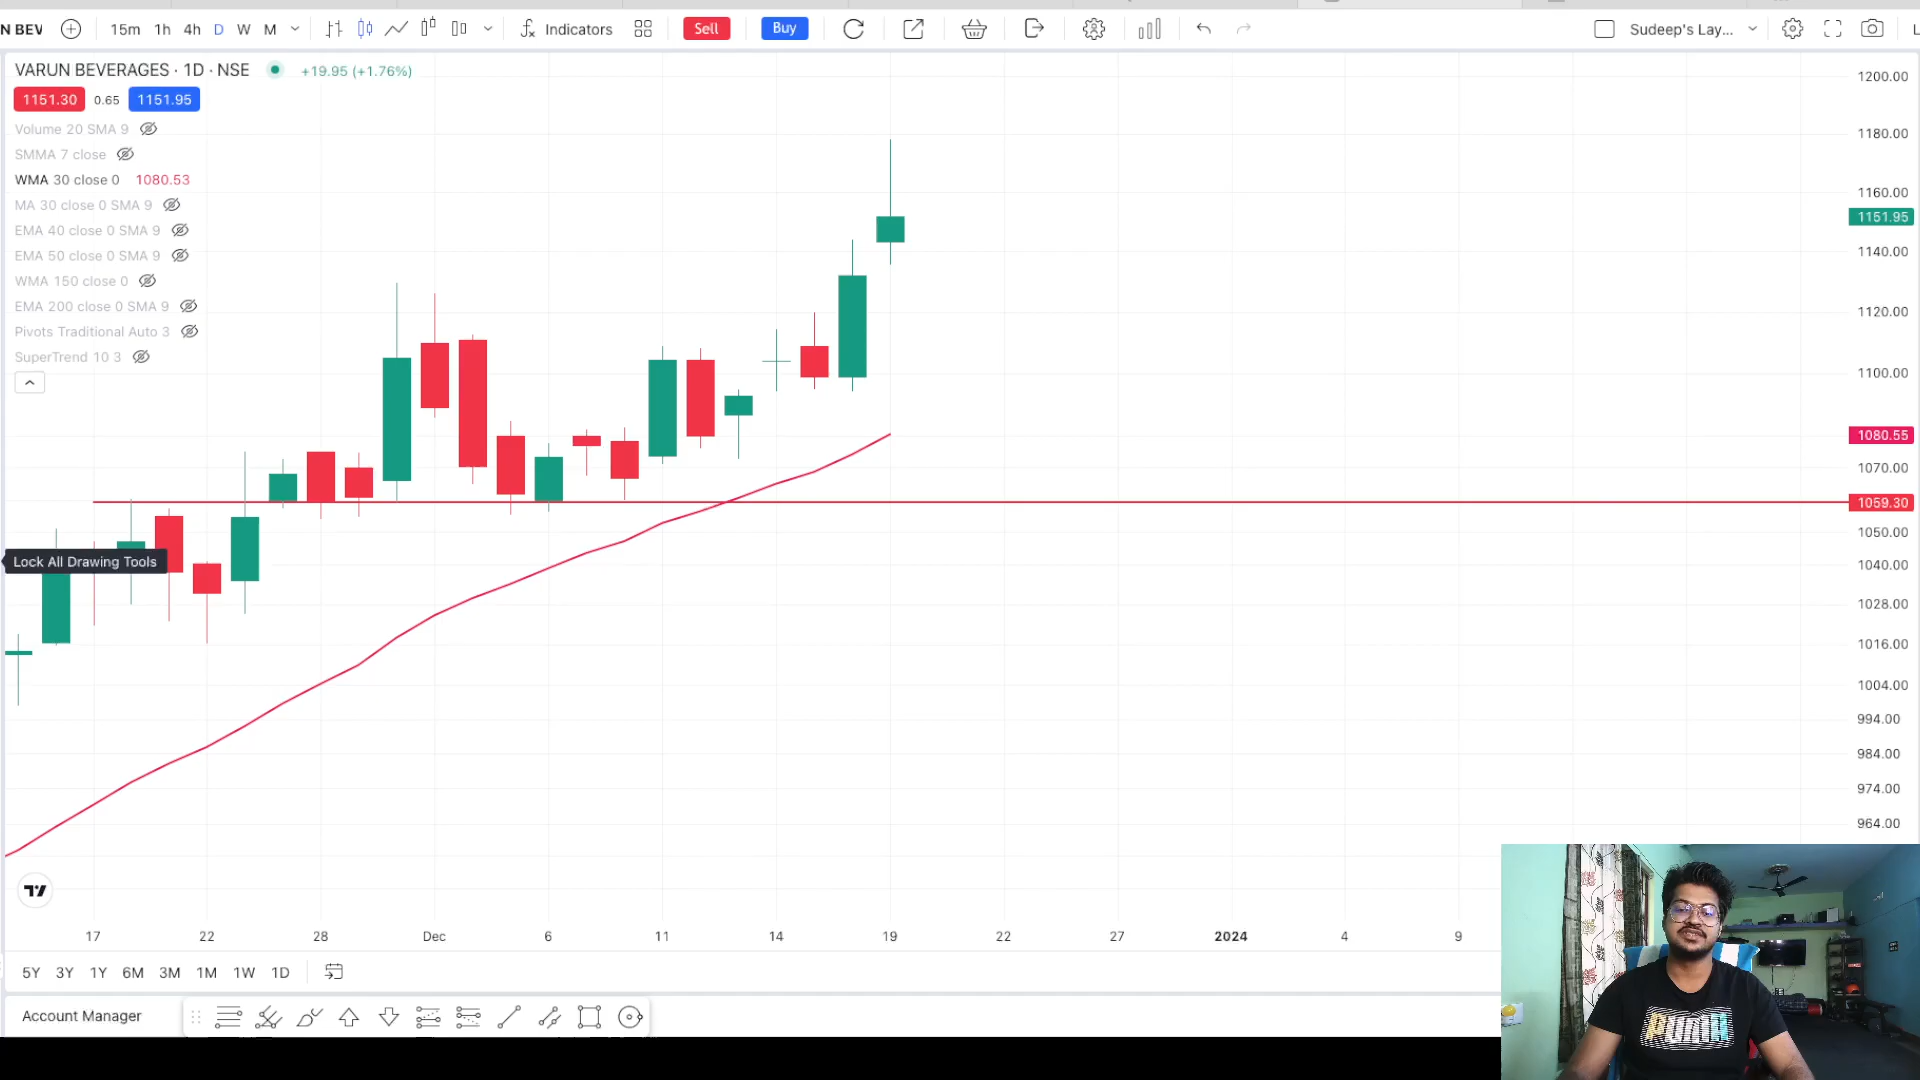 N BEV 15m 1h 4h D W M Indicators Sell Buy Sudeep's Lay...
VARUN BEVERAGES · 1D · NSE +19.95 (+1.76%)
1151.30 0.65 1151.95
Volume 20 SMA 9
SMMA 7 close
WMA 30 close 0 1080.53
MA 30 close 0 SMA 9
EMA 40 close 0 SMA 9
EMA 50 close 0 SMA 9
WMA 150 close 0
EMA 200 close 0 SMA 9
Pivots Traditional Auto 3
SuperTrend 10 3
Lock All Drawing Tools
1200.00
1180.00
1160.00
1151.95
1140.00
1120.00
1100.00
1080.55
1070.00
1059.30
1050.00
1040.00
1028.00
1016.00
1004.00
994.00
984.00
974.00
964.00
17 22 28 Dec 6 11 14 19 22 27 2024 4 9
5Y 3Y 1Y 6M 3M 1M 1W 1D
Account Manager
PUMA